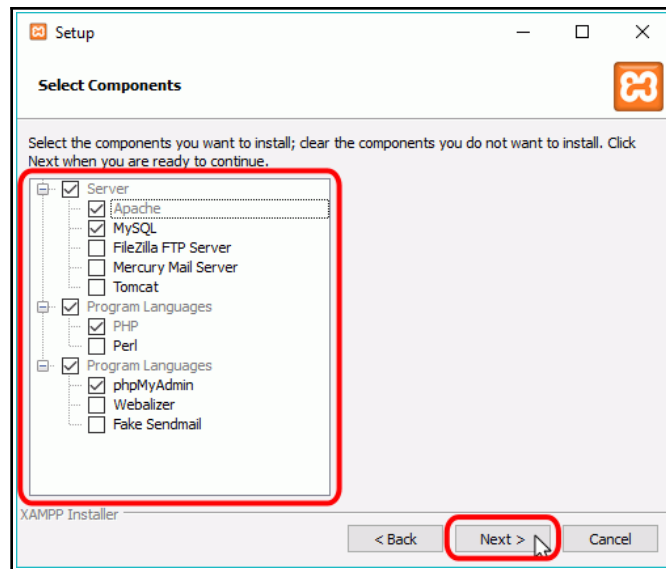 Setup
Select Components
Select the components you want to install; clear the components you do not want to install. Click
Next when you are ready to continue.
Server
Apache
MySQL
FileZilla FTP Server
Mercury Mail Server
Tomcat
Program Languages
PHP
Perl
Program Languages
phpMyAdmin
Webalizer
Fake Sendmail
XAMPP Installer
< Back Next > Cancel